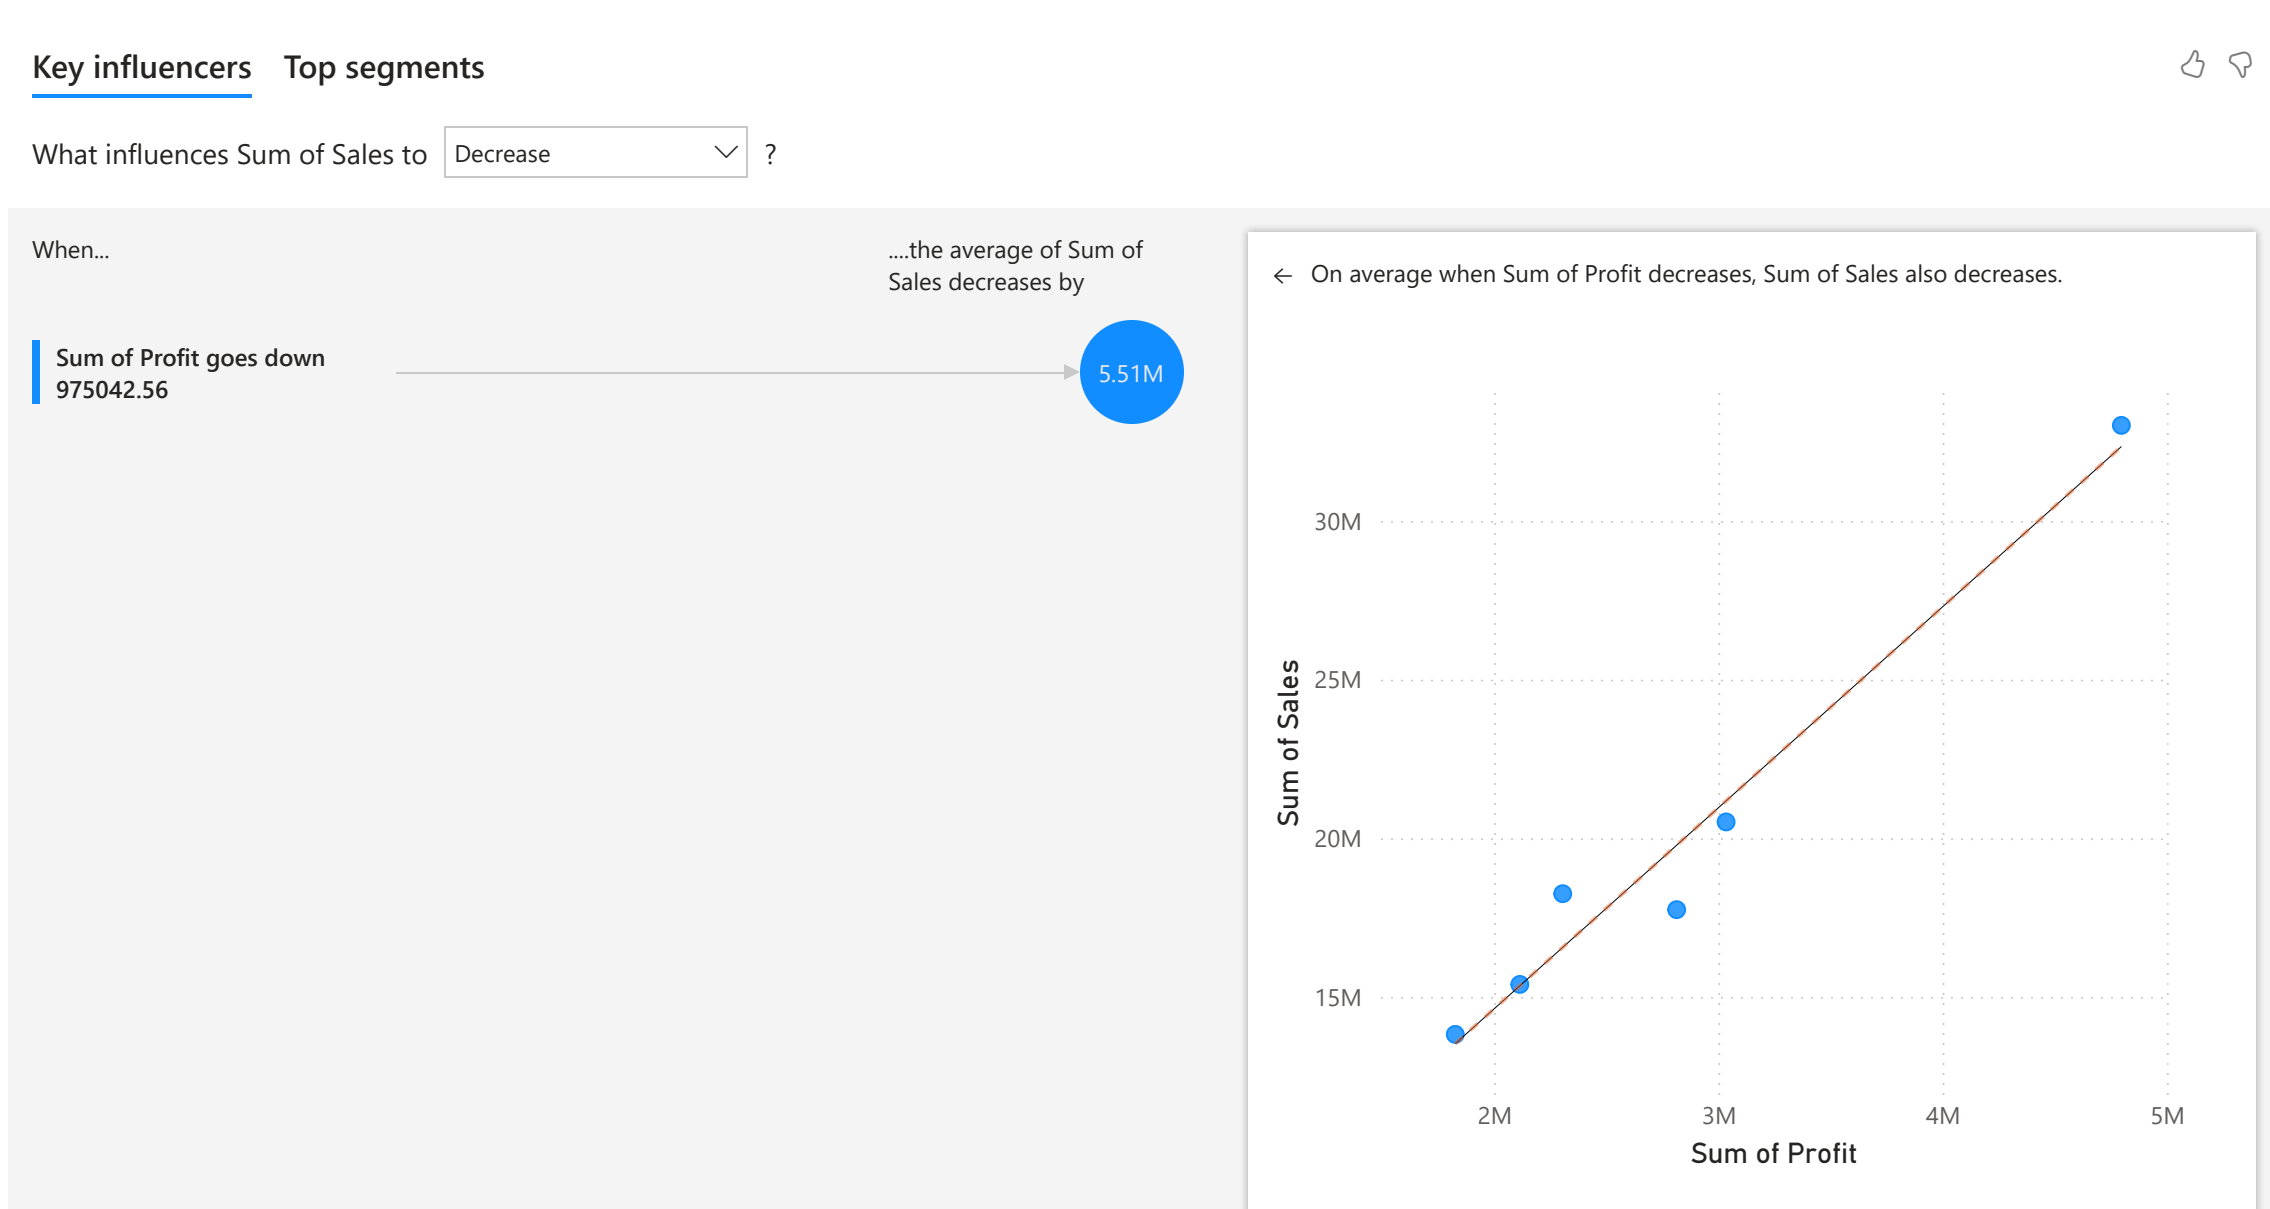 Key influencers Top segments
What influences Sum of Sales to Decrease ?
When...
....the average of Sum of
Sales decreases by
Sum of Profit goes down
975042.56
5.51M
On average when Sum of Profit decreases, Sum of Sales also decreases.
30M
25M
20M
15M
Sum of Sales
2M 3M 4M 5M
Sum of Profit